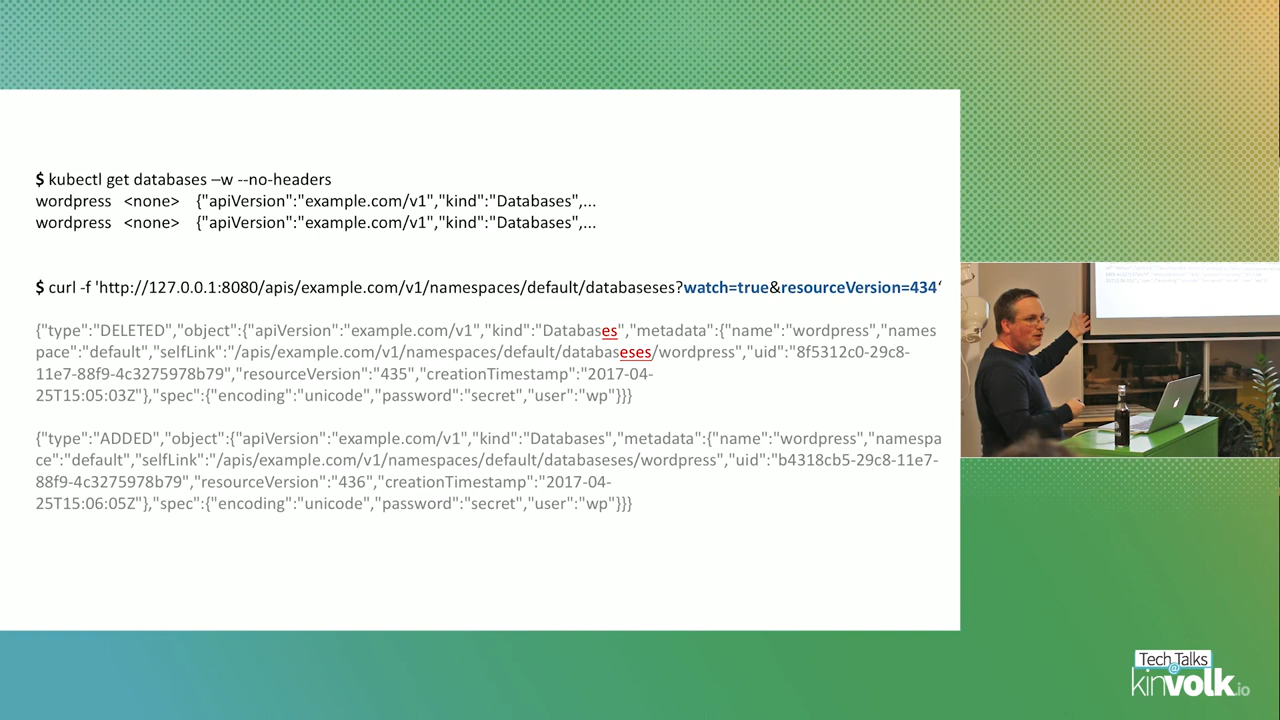 $ kubectl get databases –w --no-headers
wordpress <none> {"apiVersion":"example.com/v1","kind":"Databases",...
wordpress <none> {"apiVersion":"example.com/v1","kind":"Databases",...
$ curl -f 'http://127.0.0.1:8080/apis/example.com/v1/namespaces/default/databaseses?watch=true&resourceVersion=434‘
{"type":"DELETED","object":{"apiVersion":"example.com/v1","kind":"Databases","metadata":{"name":"wordpress","names
pace":"default","selfLink":"/apis/example.com/v1/namespaces/default/databaseses/wordpress","uid":"8f5312c0-29c8-
11e7-88f9-4c3275978b79","resourceVersion":"435","creationTimestamp":"2017-04-
25T15:05:03Z"},"spec":{"encoding":"unicode","password":"secret","user":"wp"}}}
{"type":"ADDED","object":{"apiVersion":"example.com/v1","kind":"Databases","metadata":{"name":"wordpress","namespa
ce":"default","selfLink":"/apis/example.com/v1/namespaces/default/databaseses/wordpress","uid":"b4318cb5-29c8-11e7-
88f9-4c3275978b79","resourceVersion":"436","creationTimestamp":"2017-04-
25T15:06:05Z"},"spec":{"encoding":"unicode","password":"secret","user":"wp"}}}
Tech Talks
@
kinvolk.io